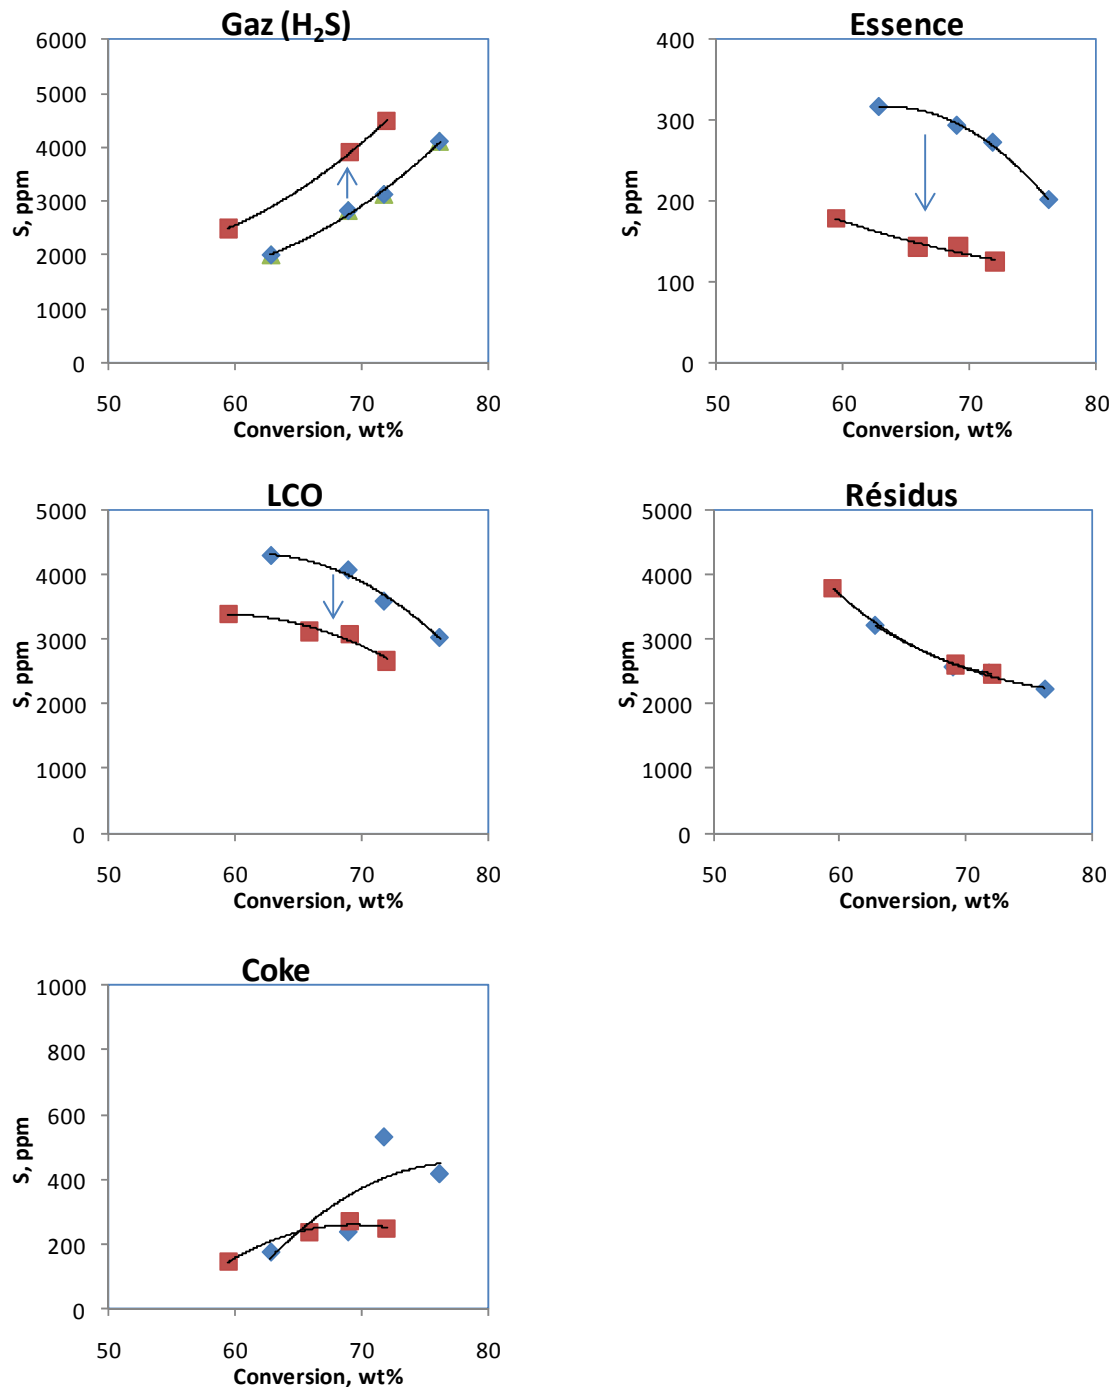 Gaz (H₂S)
6000
5000
4000
3000
2000
1000
0
S, ppm
50 60 70 80
Conversion, wt%
Essence
400
300
200
100
0
S, ppm
50 60 70 80
Conversion, wt%
LCO
5000
4000
3000
2000
1000
0
S, ppm
50 60 70 80
Conversion, wt%
Résidus
5000
4000
3000
2000
1000
0
S, ppm
50 60 70 80
Conversion, wt%
Coke
1000
800
600
400
200
0
S, ppm
50 60 70 80
Conversion, wt%